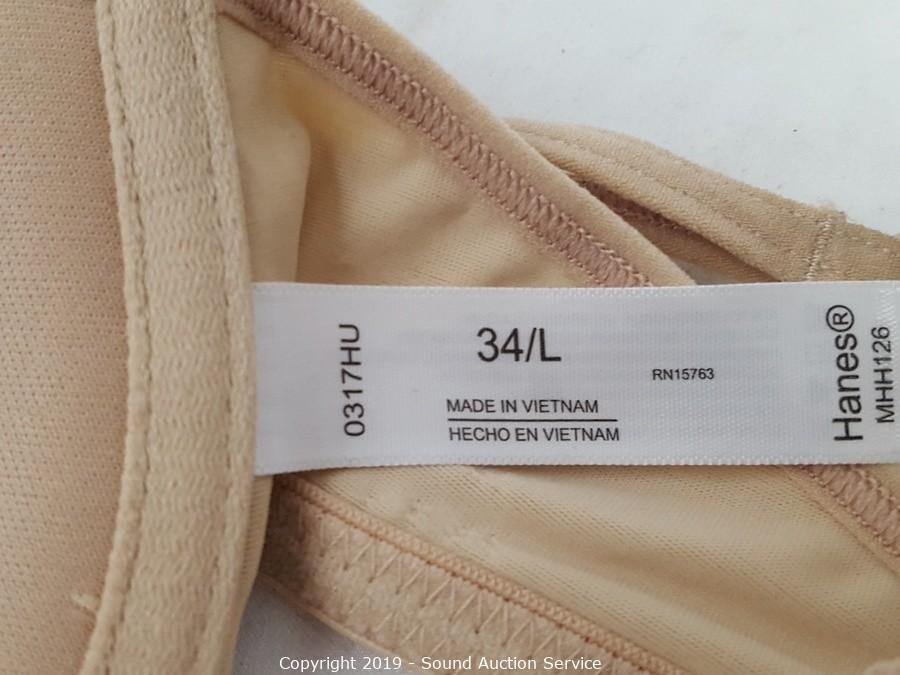 0317HU
34/L
MADE IN VIETNAM
HECHO EN VIETNAM
RN15763
Hanes®
MHH126
Copyright 2019 - Sound Auction Service